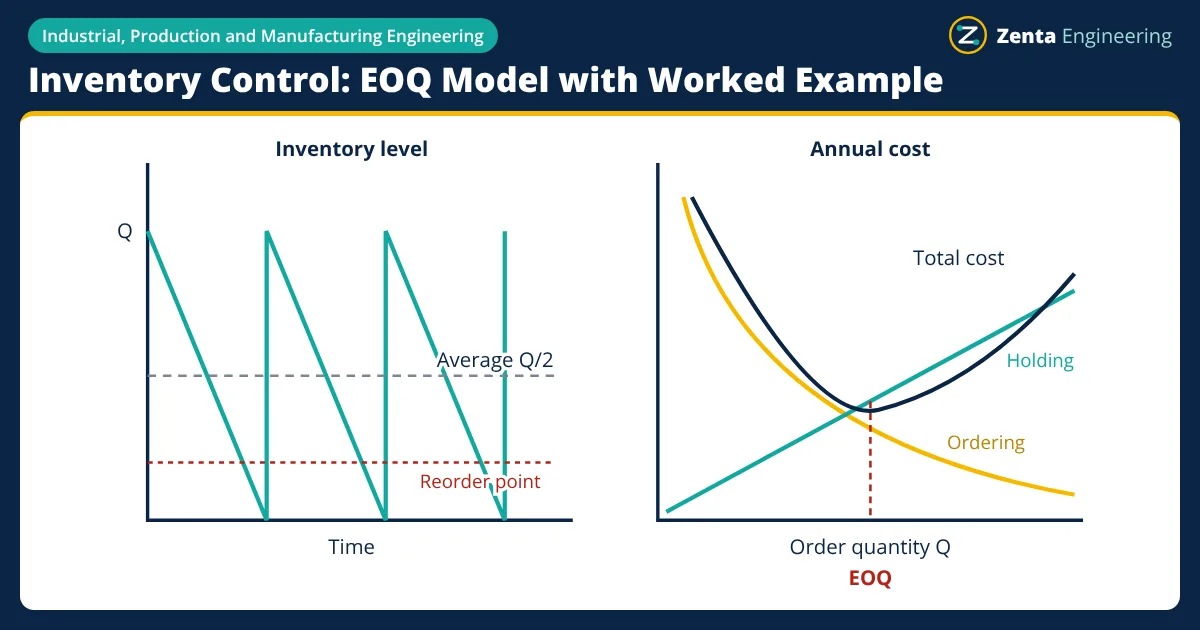 Industrial, Production and Manufacturing Engineering
Zenta Engineering
Inventory Control: EOQ Model with Worked Example
Inventory level
Q
Average Q/2
Reorder point
Time
Annual cost
Total cost
Holding
Ordering
Order quantity Q
EOQ